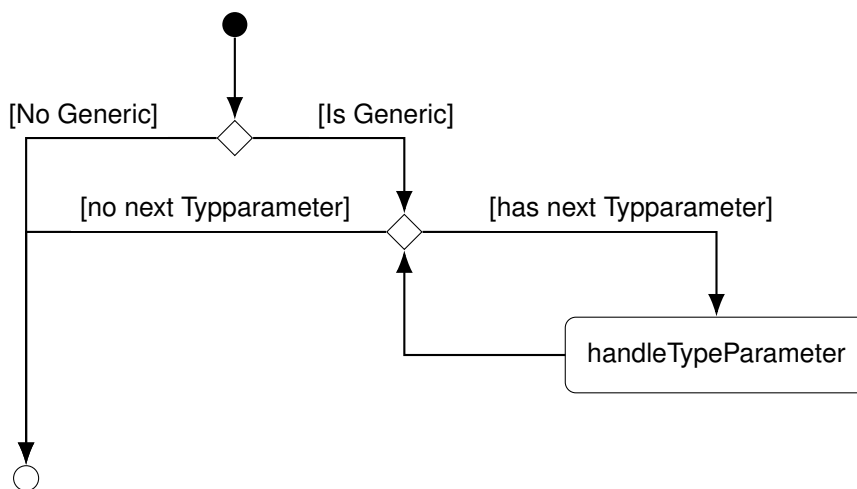 [No Generic]
[Is Generic]
[no next Typparameter]
[has next Typparameter]
handleTypeParameter